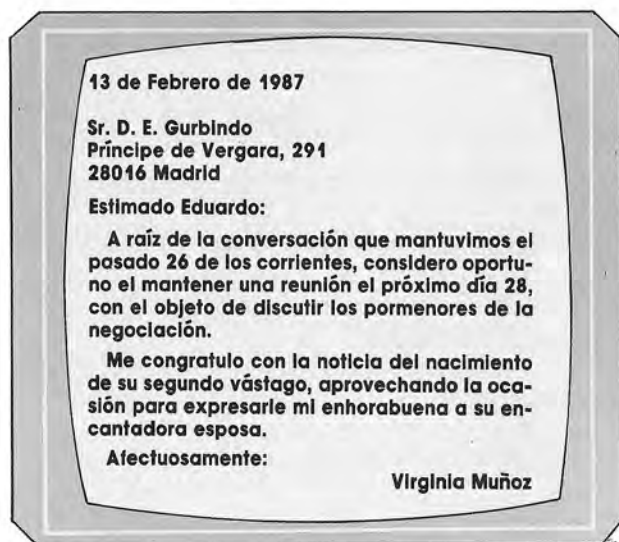 13 de Febrero de 1987
Sr. D. E. Gurbindo
Príncipe de Vergara, 291
28016 Madrid
Estimado Eduardo:
A raíz de la conversación que mantuvimos el
pasado 26 de los corrientes, considero oportu-
no el mantener una reunión el próximo día 28,
con el objeto de discutir los pormenores de la
negociación.
Me congratulo con la noticia del nacimiento
de su segundo vástago, aprovechando la oca-
sión para expresarle mi enhorabuena a su en-
cantadora esposa.
Afectuosamente:
Virginia Muñoz